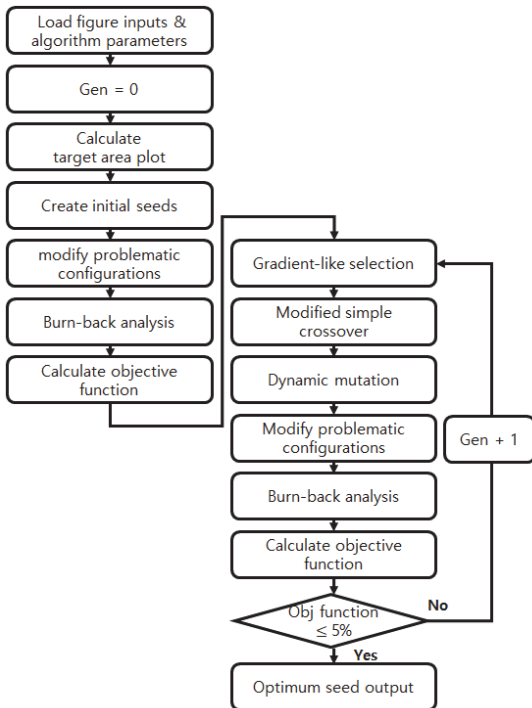 Load figure inputs &
algorithm parameters
Gen = 0
Calculate
target area plot
Create initial seeds
modify problematic
configurations
Burn-back analysis
Calculate objective
function
Gradient-like selection
Modified simple
crossover
Dynamic mutation
Modify problematic
configurations
Gen + 1
Burn-back analysis
Calculate objective
function
Obj function
≤ 5%
No
Yes
Optimum seed output